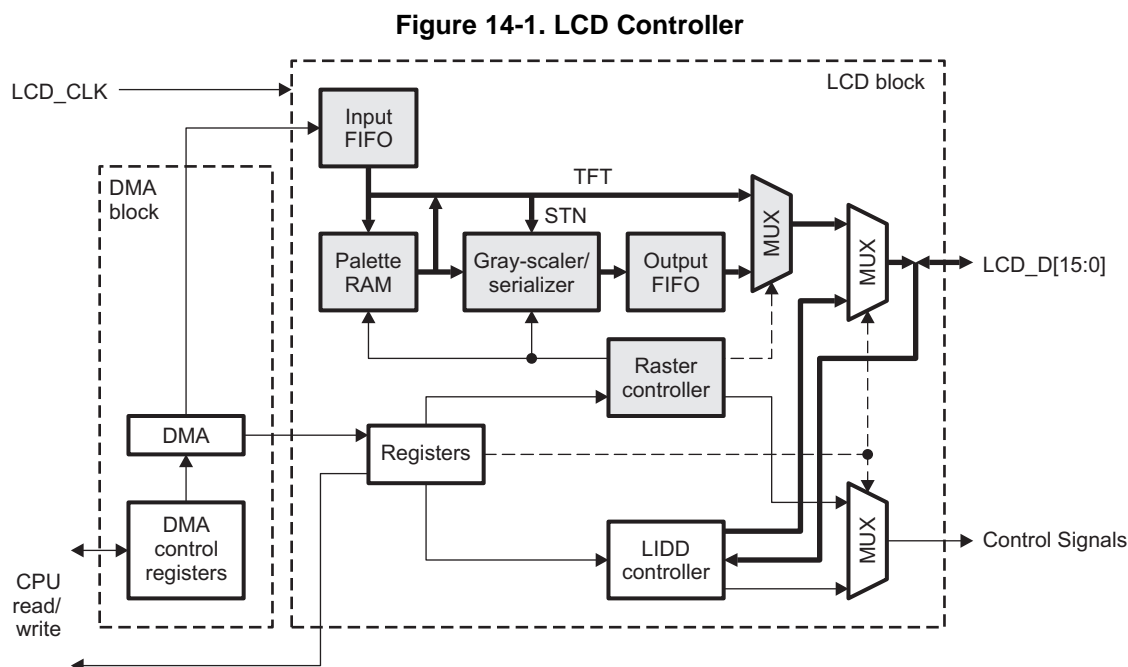 Figure 14-1. LCD Controller
LCD block
LCD_CLK
Input
FIFO
DMA
block
TFT
STN
MUX
MUX
Palette
RAM
Gray-scaler/
serializer
Output
FIFO
LCD_D[15:0]
Raster
controller
DMA
Registers
DMA
control
registers
LIDD
controller
MUX
Control Signals
CPU
read/
write